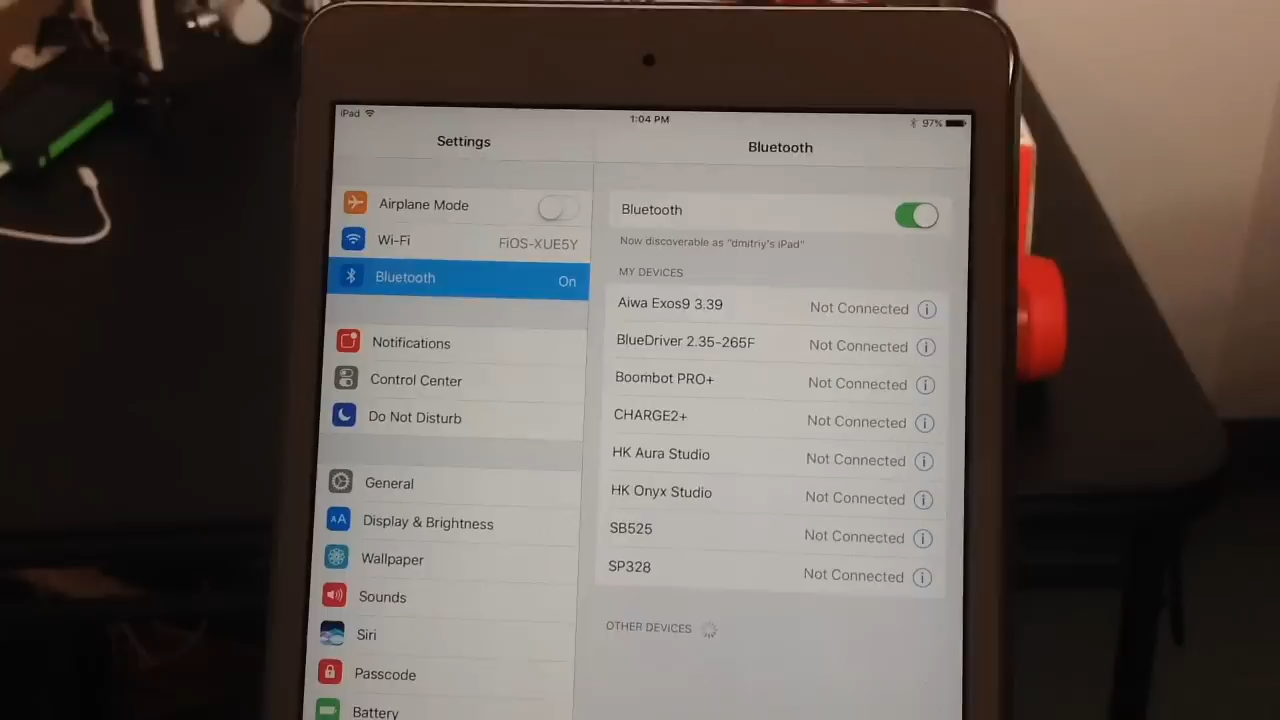 iPad
1:04 PM
97%
Settings
Bluetooth
Airplane Mode
Wi-Fi
FiOS-XUE5Y
Bluetooth
On
Notifications
Control Center
Do Not Disturb
General
AA Display & Brightness
Wallpaper
Sounds
Siri
Passcode
Battery
Bluetooth
Now discoverable as "dmitriy's iPad"
MY DEVICES
Aiwa Exos9 3.39 Not Connected i
BlueDriver 2.35-265F Not Connected i
Boombot PRO+ Not Connected i
CHARGE2+ Not Connected i
HK Aura Studio Not Connected i
HK Onyx Studio Not Connected i
SB525 Not Connected i
SP328 Not Connected i
OTHER DEVICES